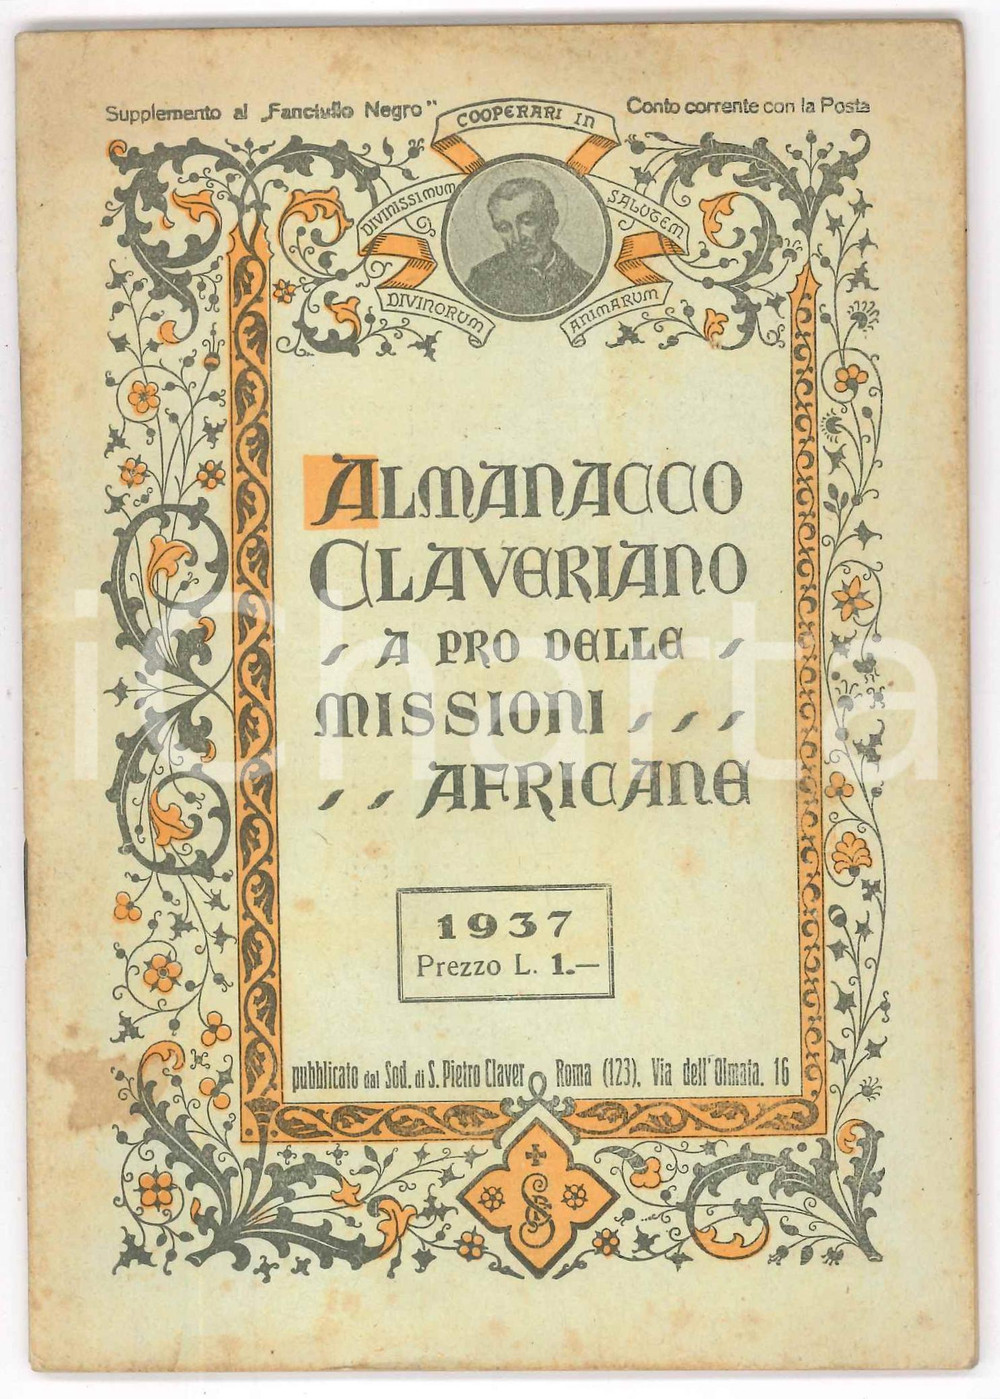 Supplemento al „Fanciullo Negro"
Conto corrente con la Posta
COOPERARI IN
DIVINISSIMUM
SALUTEM
DIVINORUM
ANIMARUM
ALMANACCO
CLAVERIANO
A PRO DELLE
MISSIONI
AFRICANE
1937
Prezzo L. 1.—
pubblicato dal Sod. di S. Pietro Claver Roma (123), Via dell'Olmata, 16
iCharta